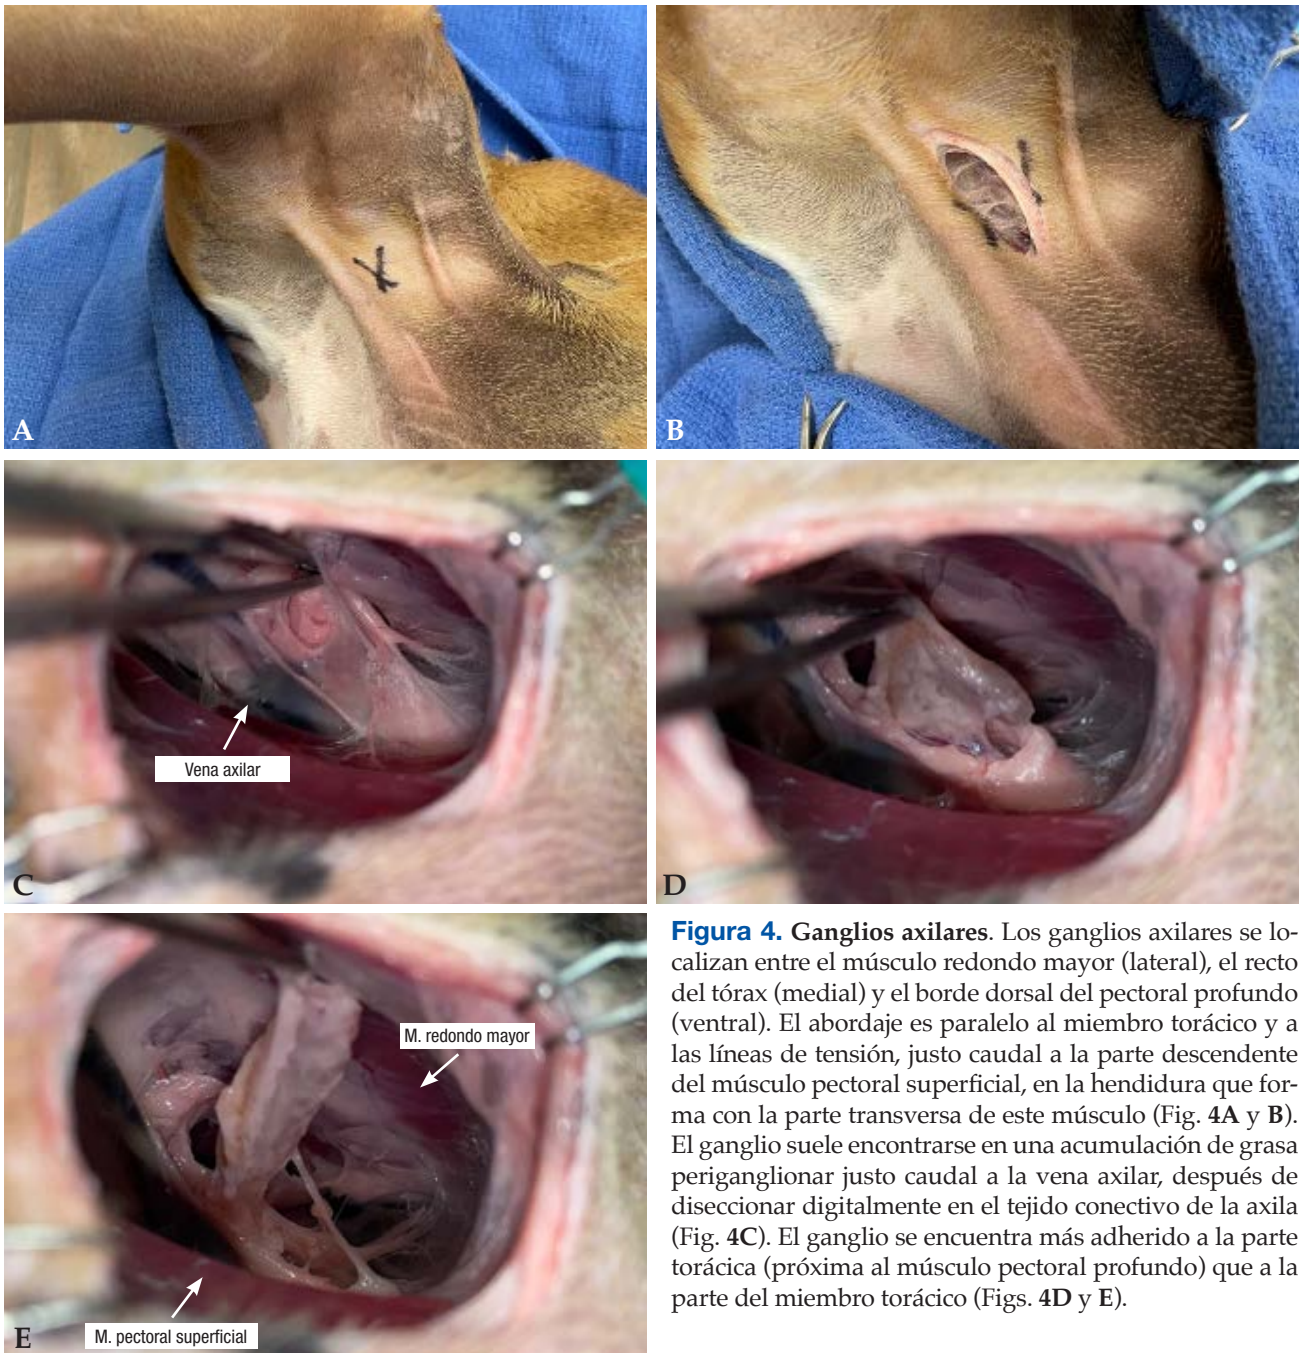 A
B
Vena axilar
C
D
M. redondo mayor
M. pectoral superficial
E
Figura 4. Ganglios axilares. Los ganglios axilares se lo-
calizan entre el músculo redondo mayor (lateral), el recto
del tórax (medial) y el borde dorsal del pectoral profundo
(ventral). El abordaje es paralelo al miembro torácico y a
las líneas de tensión, justo caudal a la parte descendente
del músculo pectoral superficial, en la hendidura que for-
ma con la parte transversa de este músculo (Fig. 4A y B).
El ganglio suele encontrarse en una acumulación de grasa
periganglionar justo caudal a la vena axilar, después de
diseccionar digitalmente en el tejido conectivo de la axila
(Fig. 4C). El ganglio se encuentra más adherido a la parte
torácica (próxima al músculo pectoral profundo) que a la
parte del miembro torácico (Figs. 4D y E).